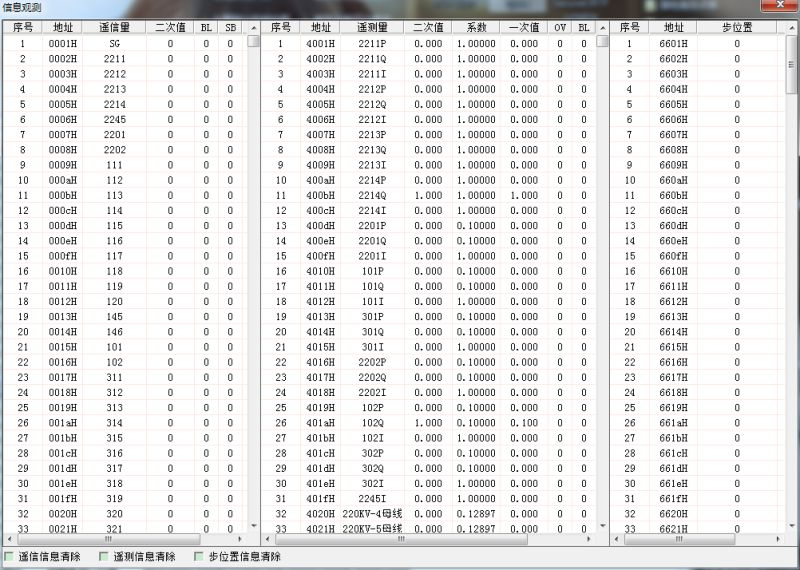 信息观测
序号 地址 遥信量 二次值 BL SB 序号 地址 遥测量 二次值 系数 一次值 OV BL 序号 地址 步位置
1 0001H SG 0 0 0 1 4001H 2211P 0.000 1.00000 0.000 0 0 1 6601H 0
2 0002H 2211 0 0 0 2 4002H 2211Q 0.000 1.00000 0.000 0 0 2 6602H 0
3 0003H 2212 0 0 0 3 4003H 2211I 0.000 1.00000 0.000 0 0 3 6603H 0
4 0004H 2213 0 0 0 4 4004H 2212P 0.000 1.00000 0.000 0 0 4 6604H 0
5 0005H 2214 0 0 0 5 4005H 2212Q 0.000 1.00000 0.000 0 0 5 6605H 0
6 0006H 2245 0 0 0 6 4006H 2212I 0.000 1.00000 0.000 0 0 6 6606H 0
7 0007H 2201 0 0 0 7 4007H 2213P 0.000 1.00000 0.000 0 0 7 6607H 0
8 0008H 2202 0 0 0 8 4008H 2213Q 0.000 1.00000 0.000 0 0 8 6608H 0
9 0009H 111 0 0 0 9 4009H 2213I 0.000 1.00000 0.000 0 0 9 6609H 0
10 000aH 112 0 0 0 10 400aH 2214P 0.000 1.00000 0.000 0 0 10 660aH 0
11 000bH 113 0 0 0 11 400bH 2214Q 1.000 1.00000 1.000 0 0 11 660bH 0
12 000cH 114 0 0 0 12 400cH 2214I 0.000 1.00000 0.000 0 0 12 660cH 0
13 000dH 115 0 0 0 13 400dH 2201P 0.000 0.10000 0.000 0 0 13 660dH 0
14 000eH 116 0 0 0 14 400eH 2201Q 0.000 0.10000 0.000 0 0 14 660eH 0
15 000fH 117 0 0 0 15 400fH 2201I 0.000 1.00000 0.000 0 0 15 660fH 0
16 0010H 118 0 0 0 16 4010H 101P 0.000 0.10000 0.000 0 0 16 6610H 0
17 0011H 119 0 0 0 17 4011H 101Q 0.000 0.10000 0.000 0 0 17 6611H 0
18 0012H 120 0 0 0 18 4012H 101I 0.000 1.00000 0.000 0 0 18 6612H 0
19 0013H 145 0 0 0 19 4013H 301P 0.000 0.10000 0.000 0 0 19 6613H 0
20 0014H 146 0 0 0 20 4014H 301Q 0.000 0.10000 0.000 0 0 20 6614H 0
21 0015H 101 0 0 0 21 4015H 301I 0.000 1.00000 0.000 0 0 21 6615H 0
22 0016H 102 0 0 0 22 4016H 2202P 0.000 0.10000 0.000 0 0 22 6616H 0
23 0017H 311 0 0 0 23 4017H 2202Q 0.000 0.10000 0.000 0 0 23 6617H 0
24 0018H 312 0 0 0 24 4018H 2202I 0.000 1.00000 0.000 0 0 24 6618H 0
25 0019H 313 0 0 0 25 4019H 102P 0.000 0.10000 0.000 0 0 25 6619H 0
26 001aH 314 0 0 0 26 401aH 102Q 1.000 0.10000 0.100 0 0 26 661aH 0
27 001bH 315 0 0 0 27 401bH 102I 0.000 1.00000 0.000 0 0 27 661bH 0
28 001cH 316 0 0 0 28 401cH 302P 0.000 0.10000 0.000 0 0 28 661cH 0
29 001dH 317 0 0 0 29 401dH 302Q 0.000 0.10000 0.000 0 0 29 661dH 0
30 001eH 318 0 0 0 30 401eH 302I 0.000 1.00000 0.000 0 0 30 661eH 0
31 001fH 319 0 0 0 31 401fH 2245I 0.000 1.00000 0.000 0 0 31 661fH 0
32 0020H 320 0 0 0 32 4020H 220KV-4母线 0.000 0.12897 0.000 0 0 32 6620H 0
33 0021H 321 0 0 0 33 4021H 220KV-5母线 0.000 0.12897 0.000 0 0 33 6621H 0
遥信信息清除 遥测信息清除 步位置信息清除